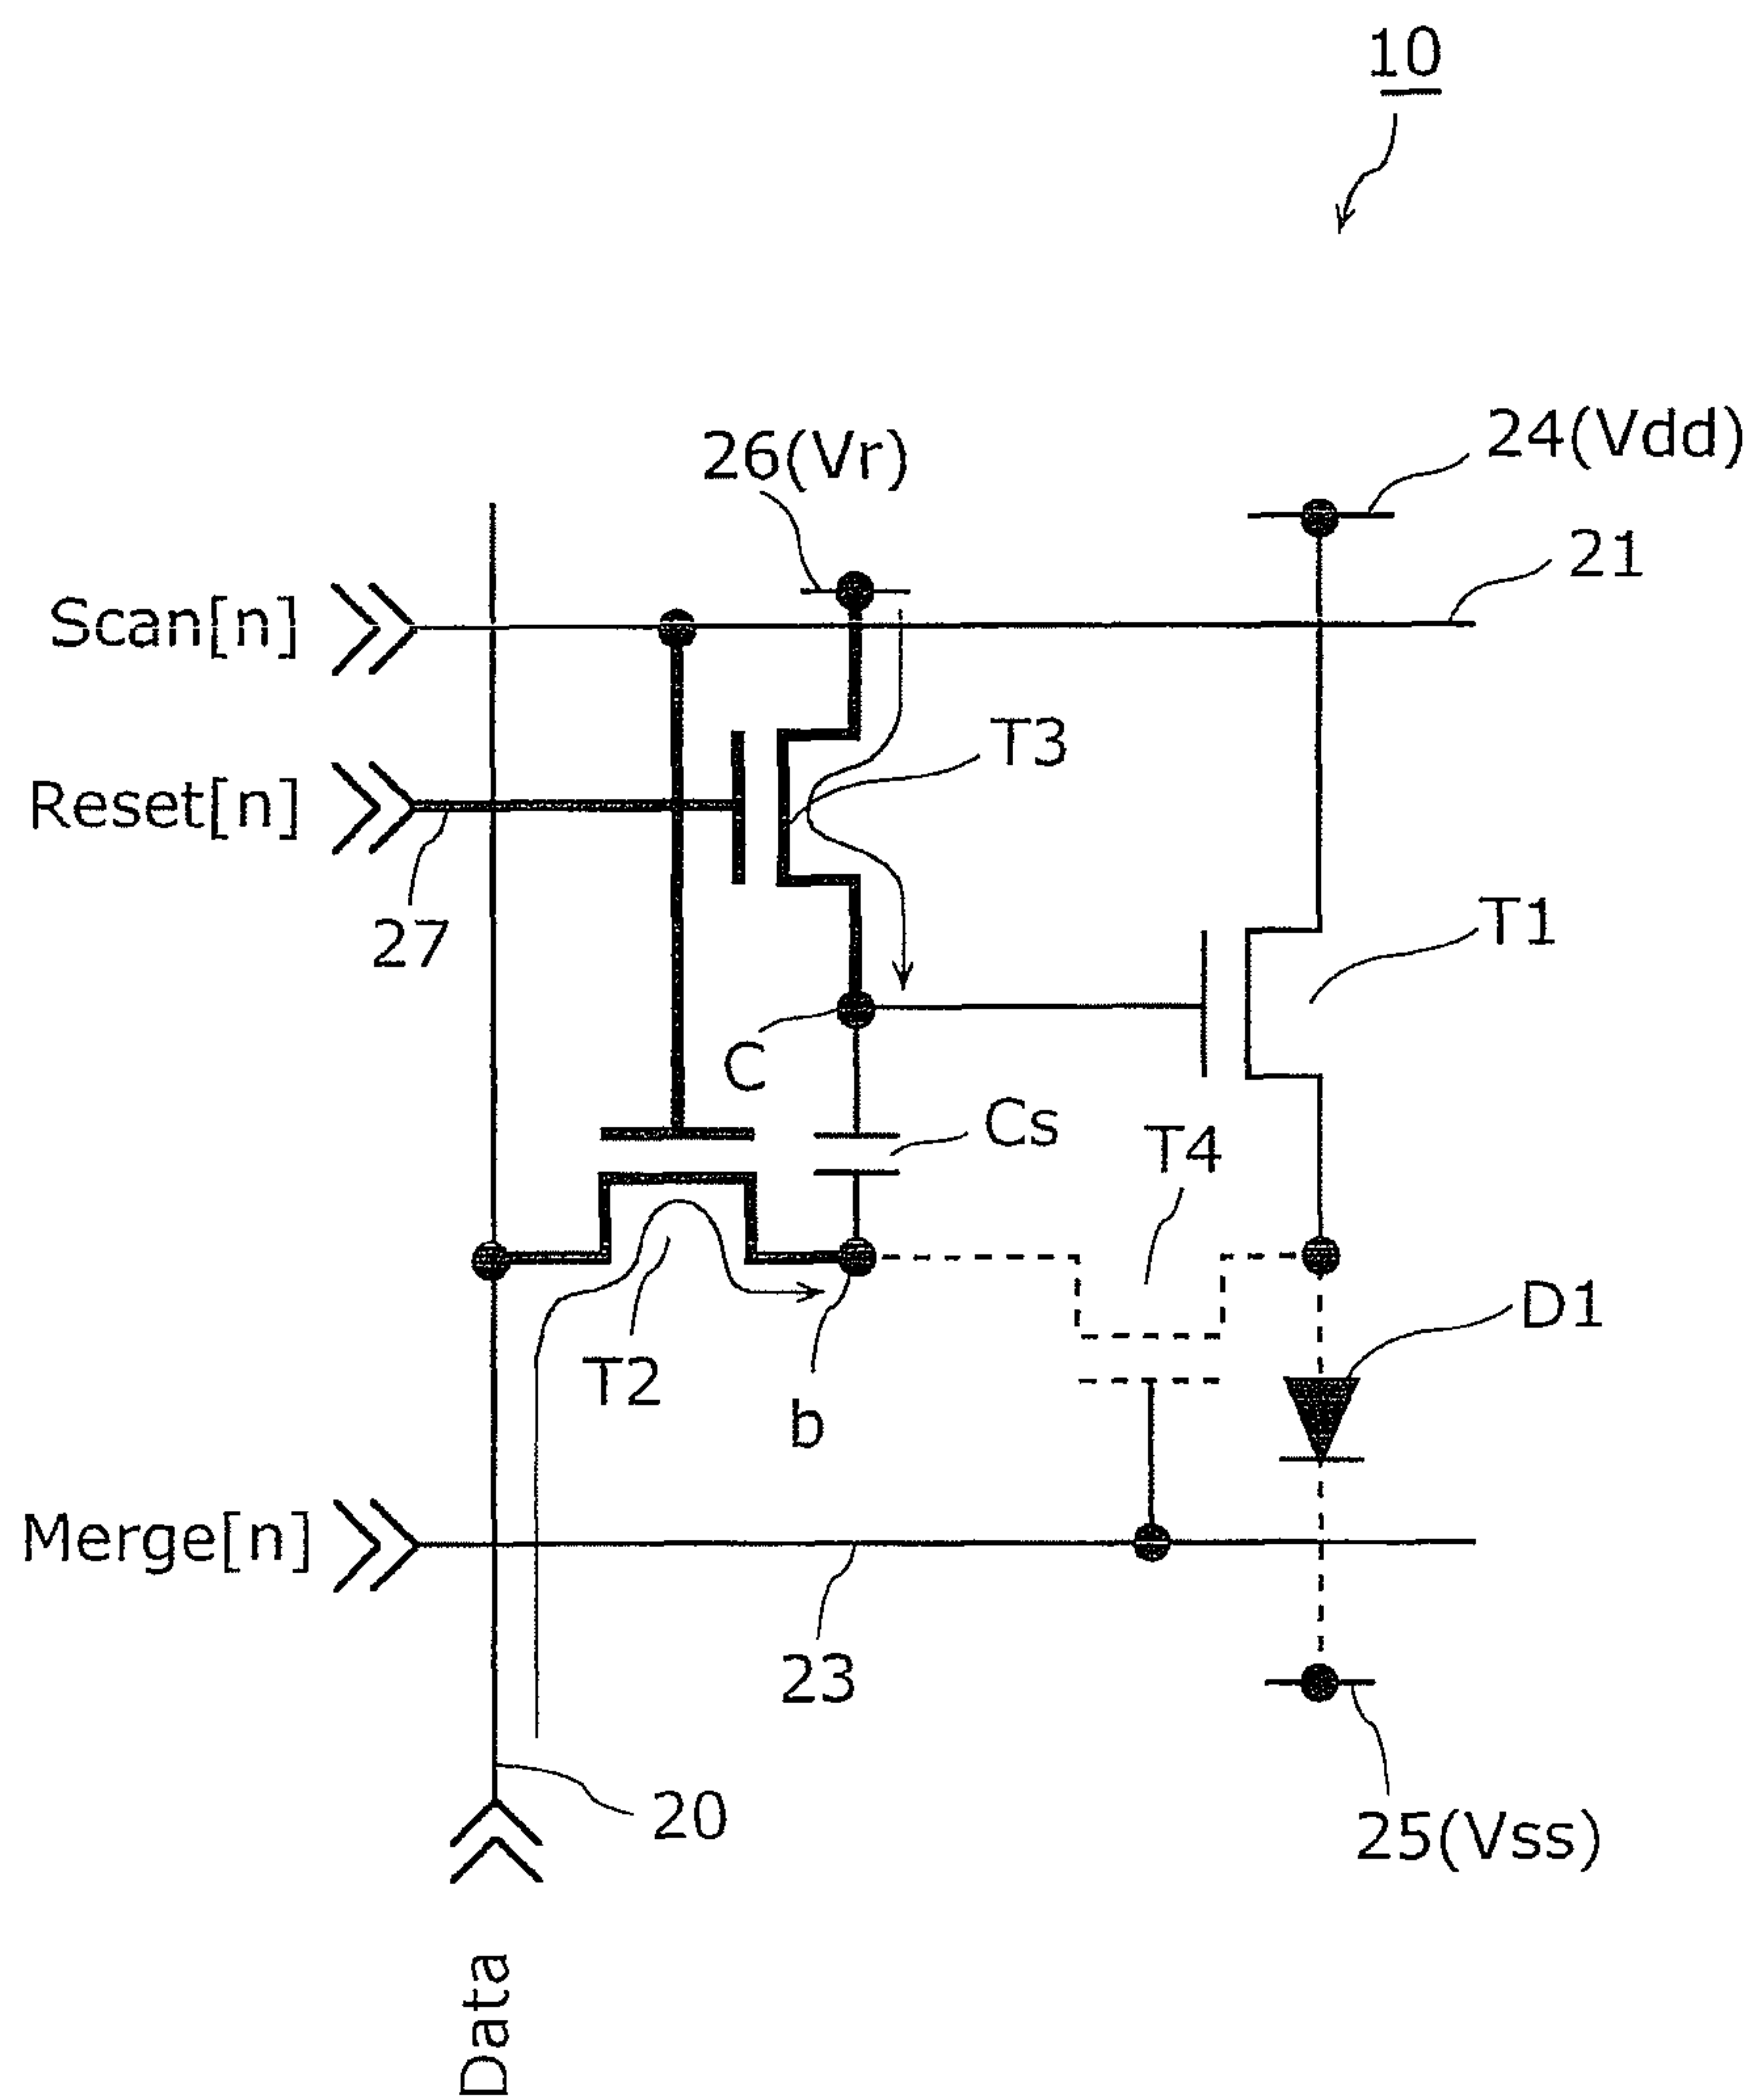 10
24(Vdd)
26(Vr)
21
Scan[n]
T3
Reset[n]
T1
27
C
Cs
T4
D1
T2
b
Merge[n]
23
20
25(Vss)
Data